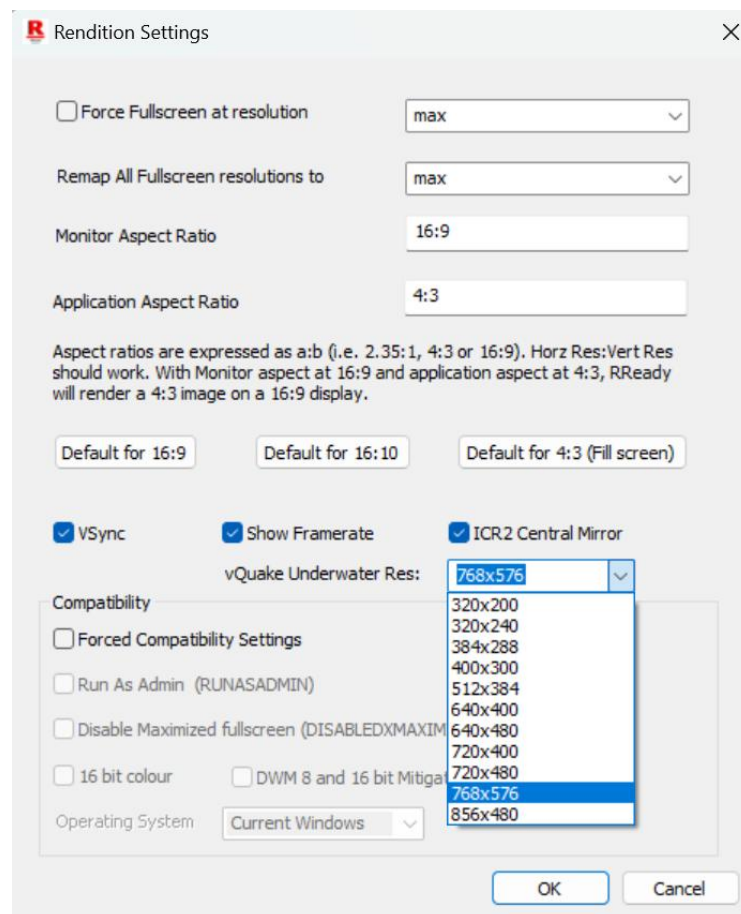 R Rendition Settings
Force Fullscreen at resolution
max
Remap All Fullscreen resolutions to
max
Monitor Aspect Ratio
16:9
Application Aspect Ratio
4:3
Aspect ratios are expressed as a:b (i.e. 2.35:1, 4:3 or 16:9). Horz Res:Vert Res
should work. With Monitor aspect at 16:9 and application aspect at 4:3, RReady
will render a 4:3 image on a 16:9 display.
Default for 16:9
Default for 16:10
Default for 4:3 (Fill screen)
VSync
Show Framerate
ICR2 Central Mirror
vQuake Underwater Res:
768x576
320x200
320x240
384x288
400x300
512x384
640x400
640x480
720x400
720x480
768x576
856x480
Compatibility
Forced Compatibility Settings
Run As Admin (RUNASADMIN)
Disable Maximized fullscreen (DISABLEDXMAXIM
16 bit colour
DWM 8 and 16 bit Mitigat
Operating System
Current Windows
OK
Cancel